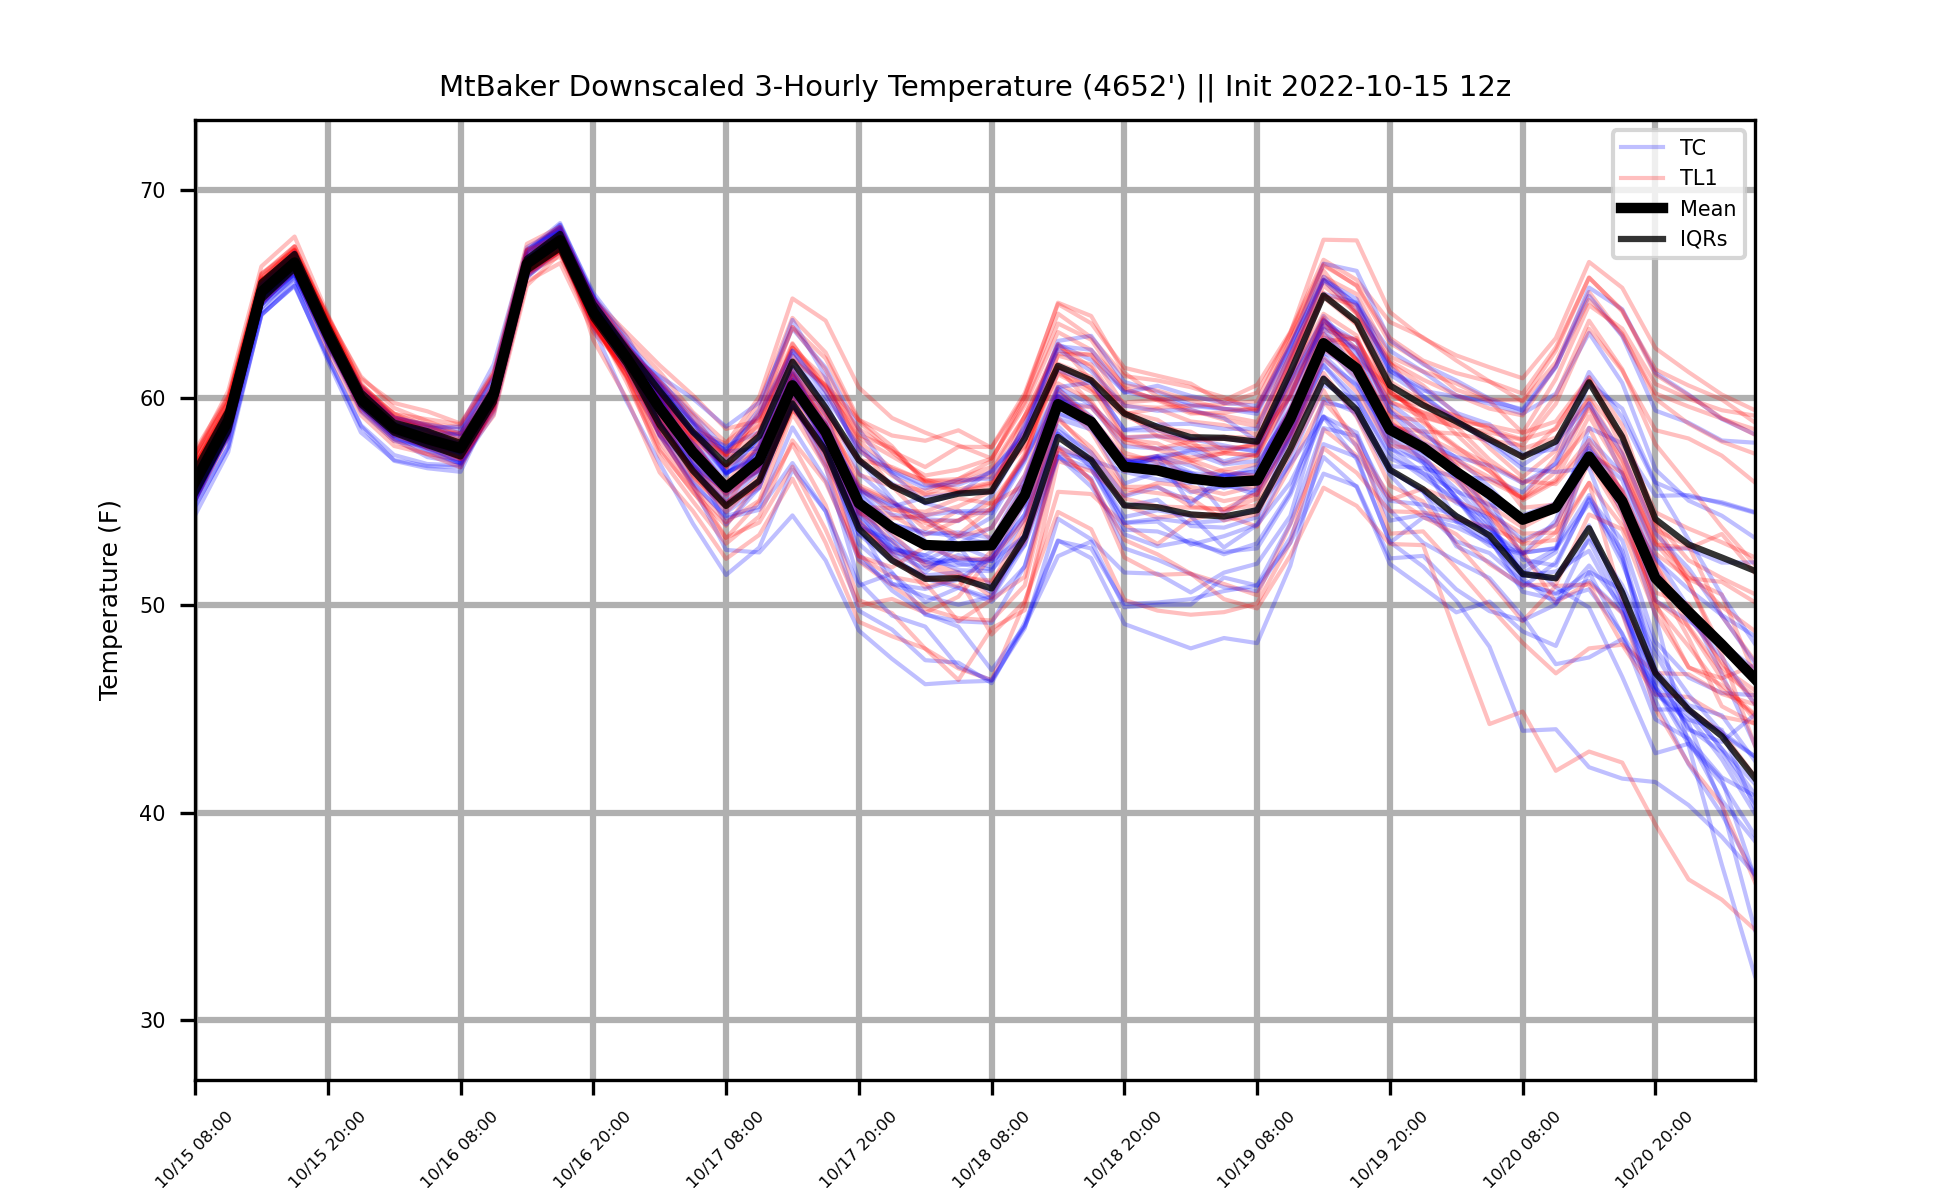 MtBaker Downscaled 3-Hourly Temperature (4652') || Init 2022-10-15 12z
TC
TL1
Mean
IQRs
Temperature (F)
70
60
50
40
30
10/15 08:00
10/15 20:00
10/16 08:00
10/16 20:00
10/17 08:00
10/17 20:00
10/18 08:00
10/18 20:00
10/19 08:00
10/19 20:00
10/20 08:00
10/20 20:00